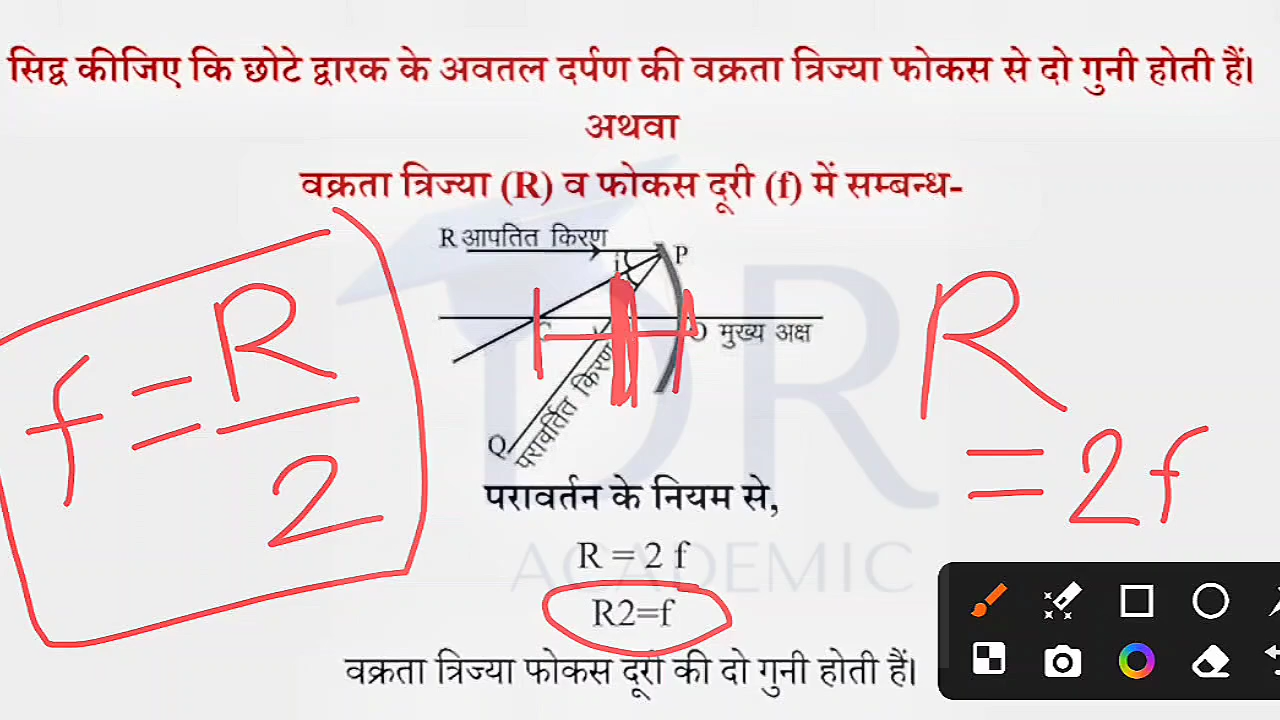 सिद्व कीजिए कि छोटे द्वारक के अवतल दर्पण की वक्रता त्रिज्या फोकस से दो गुनी होती हैं।
अथवा
वक्रता त्रिज्या (R) व फोकस दूरी (f) में सम्बन्ध-
R आपतित किरण
P
i
C
O मुख्य अक्ष
Q
परावर्तित किरण
f = R/2
R
= 2f
परावर्तन के नियम से,
R = 2 f
R2=f
वक्रता त्रिज्या फोकस दूरी की दो गुनी होती हैं।
DR
ACADEMIC